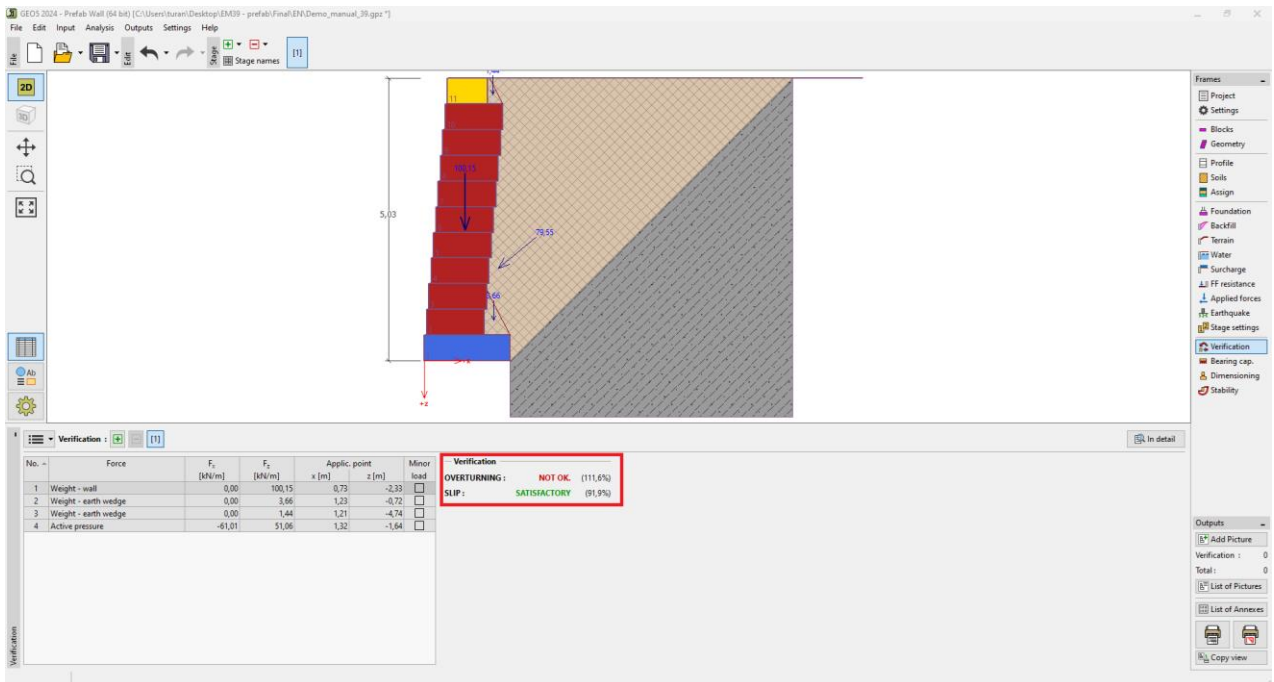 GEO5 2024 - Prefab Wall (64 bit) [C:\Users\turan\Desktop\EM39 - prefab\Final\EN\Demo_manual_39.gpz *]
File Edit Input Analysis Outputs Settings Help
File
Edit
Stage
Stage names
[1]
2D
3D
11
10
100,15
5,03
79,55
+x
+z
Frames
Project
Settings
Blocks
Geometry
Profile
Soils
Assign
Foundation
Backfill
Terrain
Water
Surcharge
FF resistance
Applied forces
Earthquake
Stage settings
Verification
Bearing cap.
Dimensioning
Stability
Ab
Verification : [1]
In detail
No. Force Fx Fz Applic. point Minor
[kN/m] [kN/m] x [m] z [m] load
1 Weight - wall 0,00 100,15 0,73 -2,33
2 Weight - earth wedge 0,00 3,66 1,23 -0,72
3 Weight - earth wedge 0,00 1,44 1,21 -4,74
4 Active pressure -61,01 51,06 1,32 -1,64
Verification
OVERTURNING : NOT OK. (111,6%)
SLIP : SATISFACTORY (91,9%)
Outputs
Add Picture
Verification : 0
Total : 0
List of Pictures
List of Annexes
Copy view
Verification